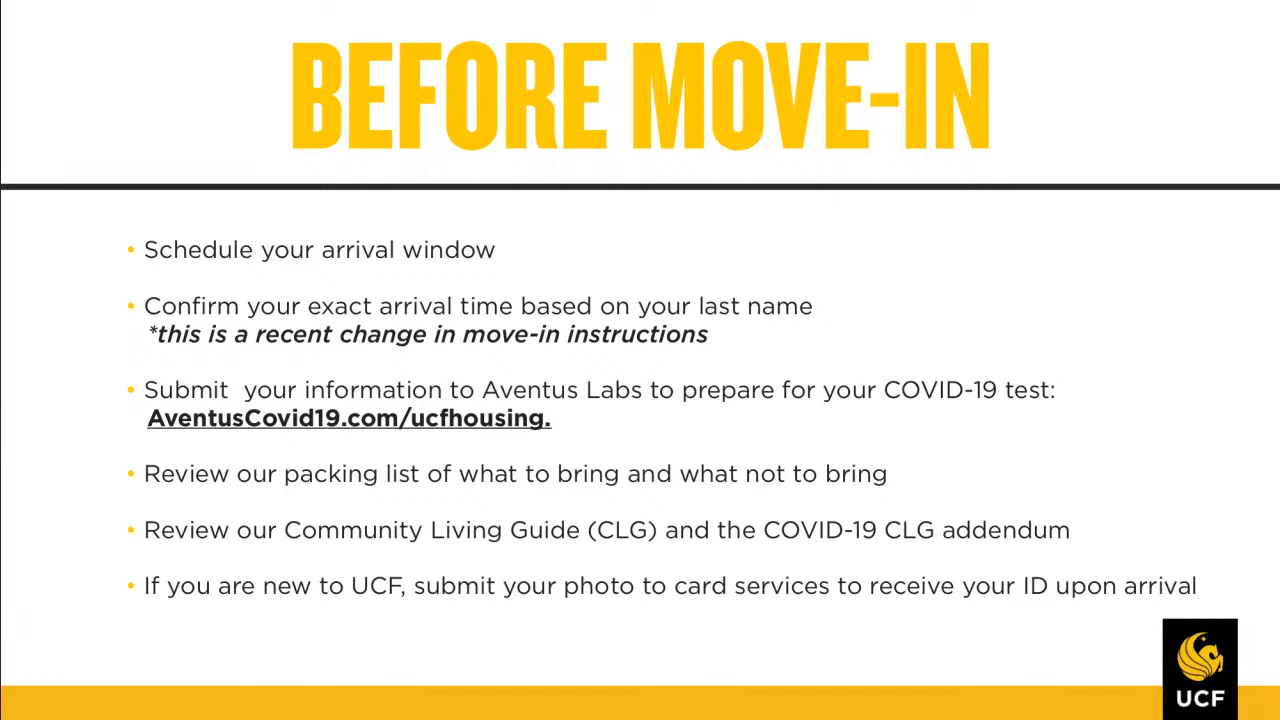 BEFORE MOVE-IN
• Schedule your arrival window
• Confirm your exact arrival time based on your last name
*this is a recent change in move-in instructions
• Submit  your information to Aventus Labs to prepare for your COVID-19 test:
AventusCovid19.com/ucfhousing.
• Review our packing list of what to bring and what not to bring
• Review our Community Living Guide (CLG) and the COVID-19 CLG addendum
• If you are new to UCF, submit your photo to card services to receive your ID upon arrival
UCF